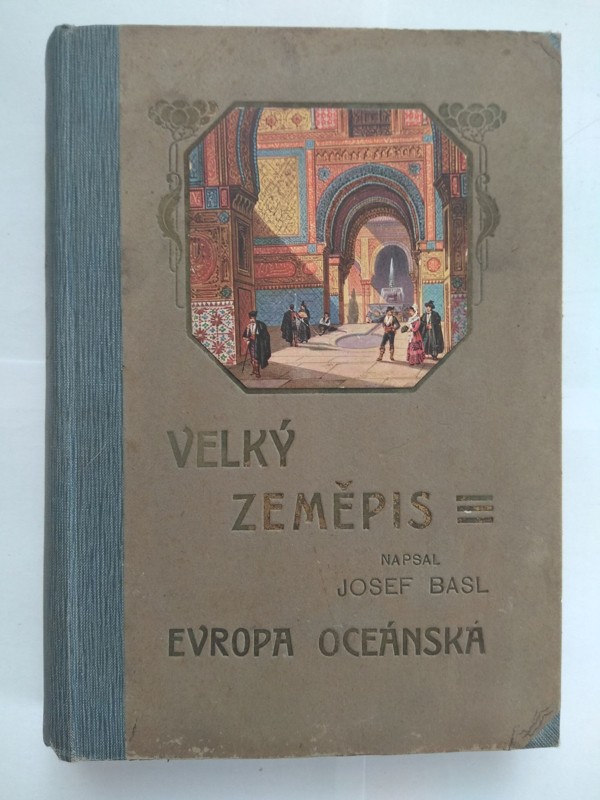 VELKÝ
ZEMĚPIS
NAPSAL
JOSEF BASL
EVROPA OCEÁNSKÁ